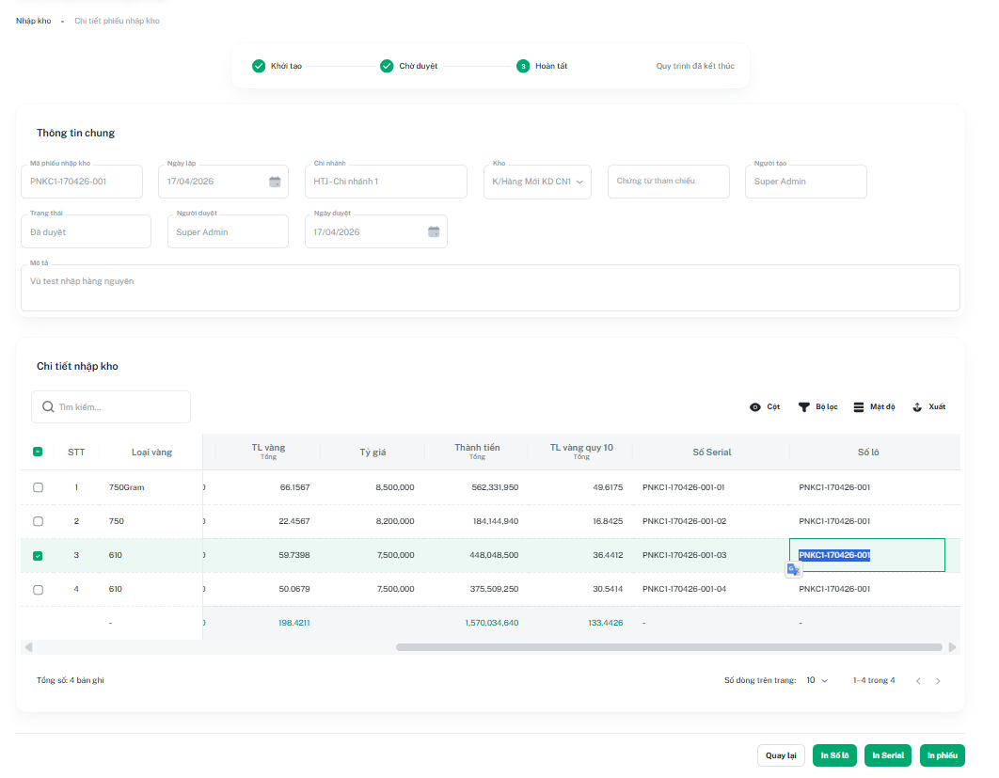 Nhập kho - Chi tiết phiếu nhập kho
Khởi tạo
Chờ duyệt
3 Hoàn tất
Quy trình đã kết thúc
Thông tin chung
Mã phiếu nhập kho
PNKC1-170426-001
Ngày lập
17/04/2026
Chi nhánh
HTJ - Chi nhánh 1
Kho
K/Hàng Mới KD CN1
Chứng từ tham chiếu
Người tạo
Super Admin
Trạng thái
Đã duyệt
Người duyệt
Super Admin
Ngày duyệt
17/04/2026
Mô tả
Vũ test nhập hàng nguyên
Chi tiết nhập kho
Tìm kiếm...
Cột
Bộ lọc
Mật độ
Xuất
STT Loại vàng TL vàng Tổng Tỷ giá Thành tiền Tổng TL vàng quy 10 Tổng Số Serial Số lô
1 750Gram 66.1567 8,500,000 562,331,950 49.6175 PNKC1-170426-001-01 PNKC1-170426-001
2 750 22.4567 8,200,000 184,144,940 16.8425 PNKC1-170426-001-02 PNKC1-170426-001
3 610 59.7398 7,500,000 448,048,500 36.4412 PNKC1-170426-001-03 PNKC1-170426-001
4 610 50.0679 7,500,000 375,509,250 30.5414 PNKC1-170426-001-04 PNKC1-170426-001
- 198.4211 1,570,034,640 133.4426 - -
Tổng số: 4 bản ghi
Số dòng trên trang: 10
1–4 trong 4
Quay lại
In Số lô
In Serial
In phiếu